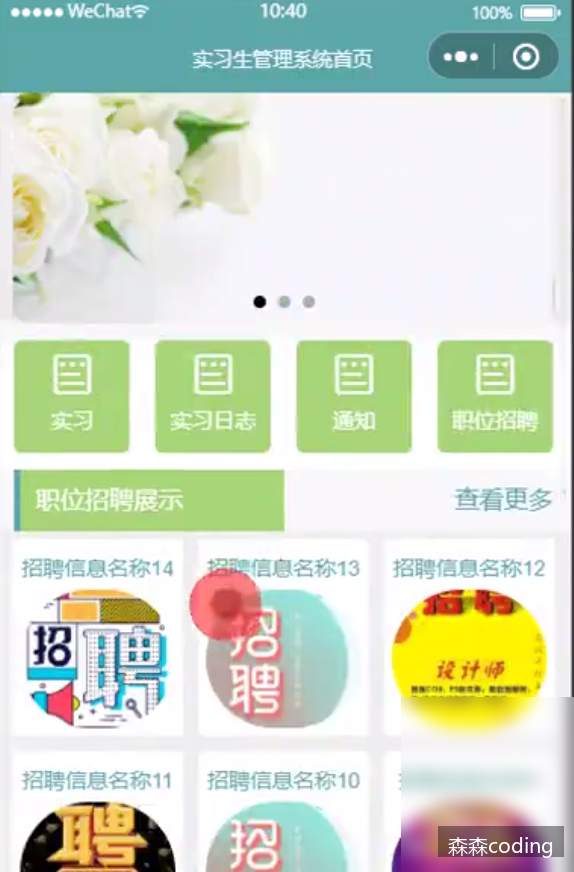 WeChat
10:40
100%
实习生管理系统首页
实习
实习日志
通知
职位招聘
职位招聘展示
查看更多
招聘信息名称14
招聘信息名称13
招聘信息名称12
招聘
招聘
招聘
设计师
招聘信息名称11
招聘信息名称10
聘
招
森森coding